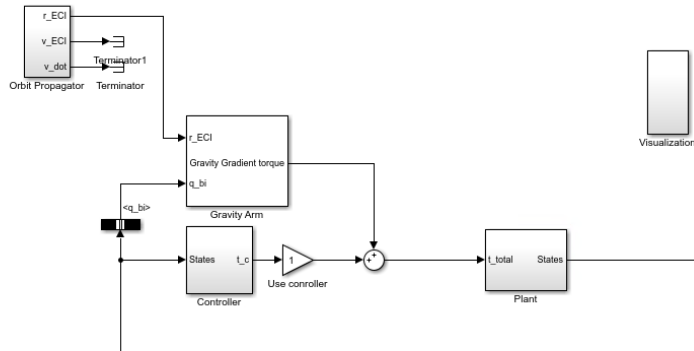 r_ECI
v_ECI
Terminator1
v_dot
Orbit Propagator
Terminator
r_ECI
Gravity Gradient torque
q_bi
Gravity Arm
<q_bi>
States
t_c
Controller
1
Use conroller
+
+
t_total
States
Plant
Visualization